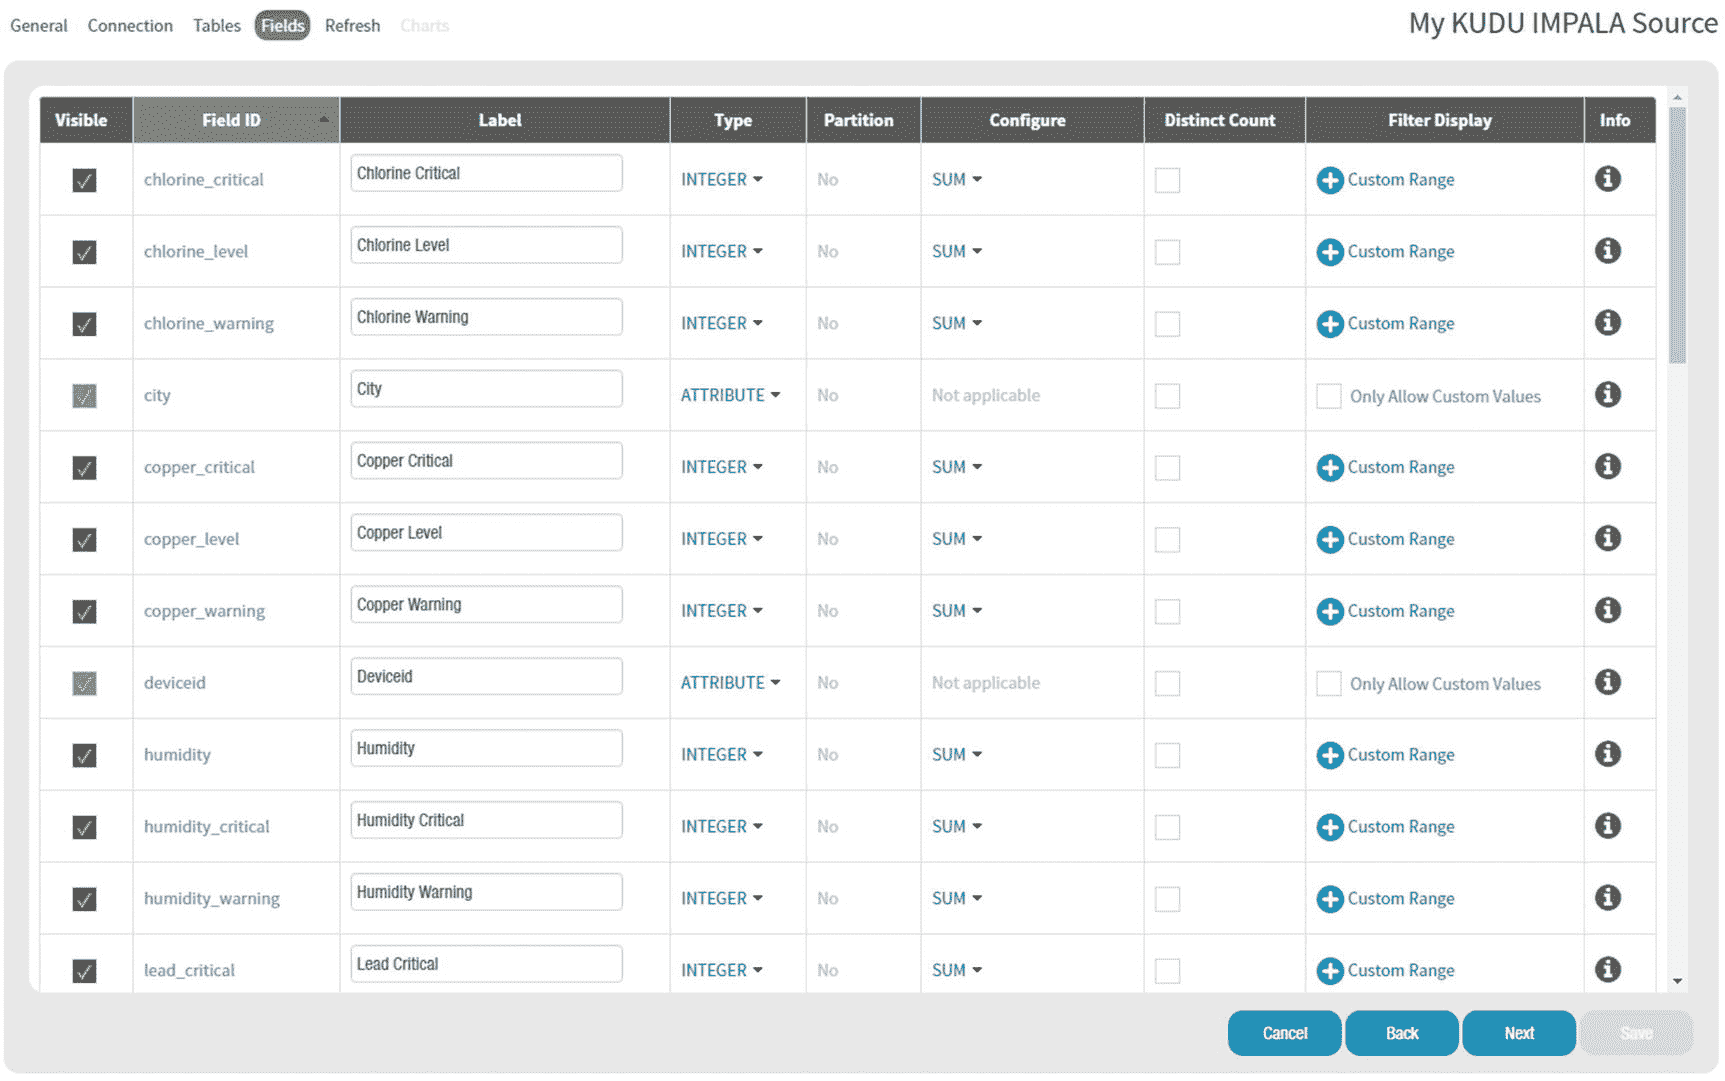 General Connection Tables Fields Refresh Charts
My KUDU IMPALA Source
Visible Field ID Label Type Partition Configure Distinct Count Filter Display Info
chlorine_critical Chlorine Critical INTEGER No SUM Custom Range
chlorine_level Chlorine Level INTEGER No SUM Custom Range
chlorine_warning Chlorine Warning INTEGER No SUM Custom Range
city City ATTRIBUTE No Not applicable Only Allow Custom Values
copper_critical Copper Critical INTEGER No SUM Custom Range
copper_level Copper Level INTEGER No SUM Custom Range
copper_warning Copper Warning INTEGER No SUM Custom Range
deviceid Deviceid ATTRIBUTE No Not applicable Only Allow Custom Values
humidity Humidity INTEGER No SUM Custom Range
humidity_critical Humidity Critical INTEGER No SUM Custom Range
humidity_warning Humidity Warning INTEGER No SUM Custom Range
lead_critical Lead Critical INTEGER No SUM Custom Range
Cancel Back Next Save